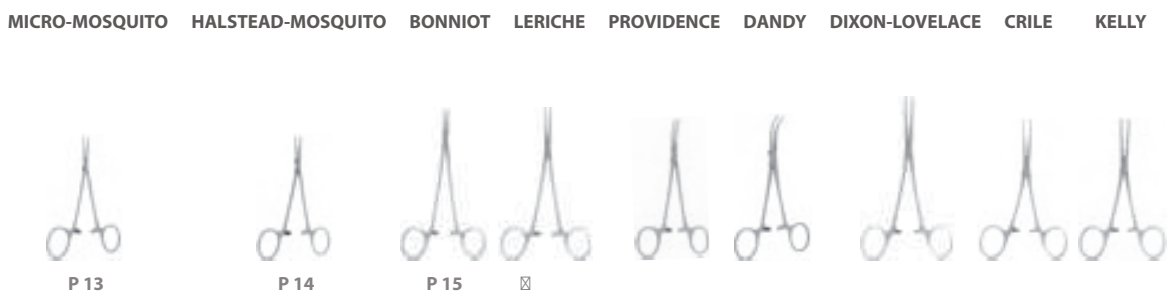 MICRO-MOSQUITO HALSTEAD-MOSQUITO BONNIOT LERICHE PROVIDENCE DANDY DIXON-LOVELACE CRILE KELLY
P 13 P 14 P 15